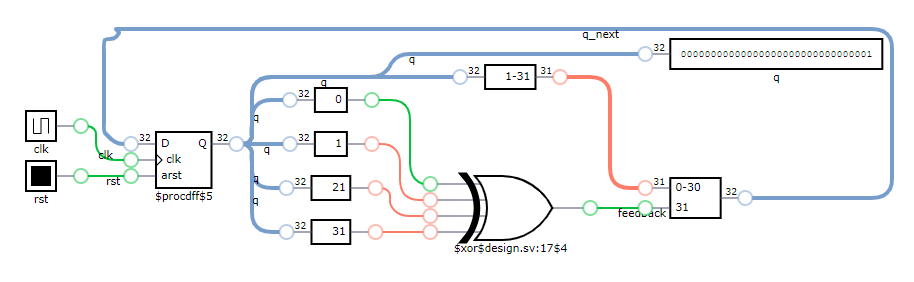 q_next
q
32
00000000000000000000000000000001
q
32
1-31
31
q
32
0
q
clk
32
D
Q
32
clk
arst
$procdff$5
clk
rst
rst
32
1
q
q
32
21
q
32
31
$xor$design.sv:17$4
31
0-30
31
32
feedback